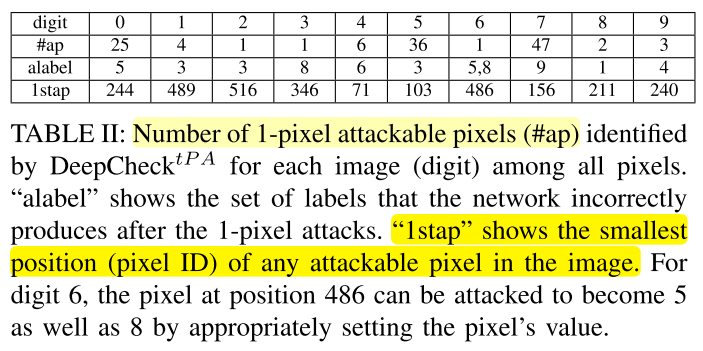 digit 0 1 2 3 4 5 6 7 8 9
#ap 25 4 1 1 6 36 1 47 2 3
alabel 5 3 3 8 6 3 5,8 9 1 4
1stap 244 489 516 346 71 103 486 156 211 240
TABLE II: Number of 1-pixel attackable pixels (#ap) identified
by DeepCheck^{tPA} for each image (digit) among all pixels.
“alabel” shows the set of labels that the network incorrectly
produces after the 1-pixel attacks. “1stap” shows the smallest
position (pixel ID) of any attackable pixel in the image. For
digit 6, the pixel at position 486 can be attacked to become 5
as well as 8 by appropriately setting the pixel’s value.